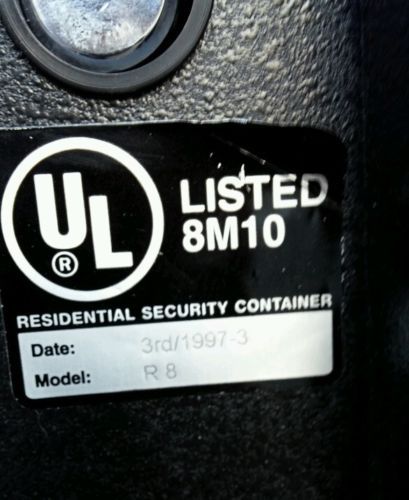 UL
®
LISTED
8M10
RESIDENTIAL SECURITY CONTAINER
Date: 3rd/1997-3
Model: R 8